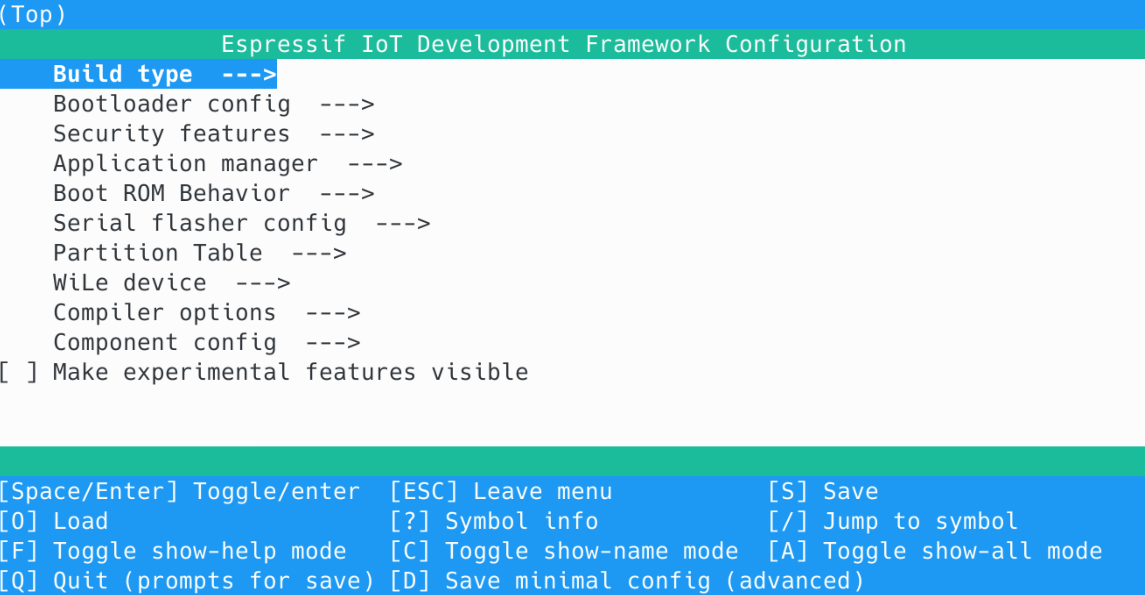 (Top)
Espressif IoT Development Framework Configuration
Build type  --->
Bootloader config  --->
Security features  --->
Application manager  --->
Boot ROM Behavior  --->
Serial flasher config  --->
Partition Table  --->
WiLe device  --->
Compiler options  --->
Component config  --->
[ ] Make experimental features visible
[Space/Enter] Toggle/enter  [ESC] Leave menu           [S] Save
[O] Load                    [?] Symbol info            [/] Jump to symbol
[F] Toggle show-help mode   [C] Toggle show-name mode  [A] Toggle show-all mode
[Q] Quit (prompts for save) [D] Save minimal config (advanced)